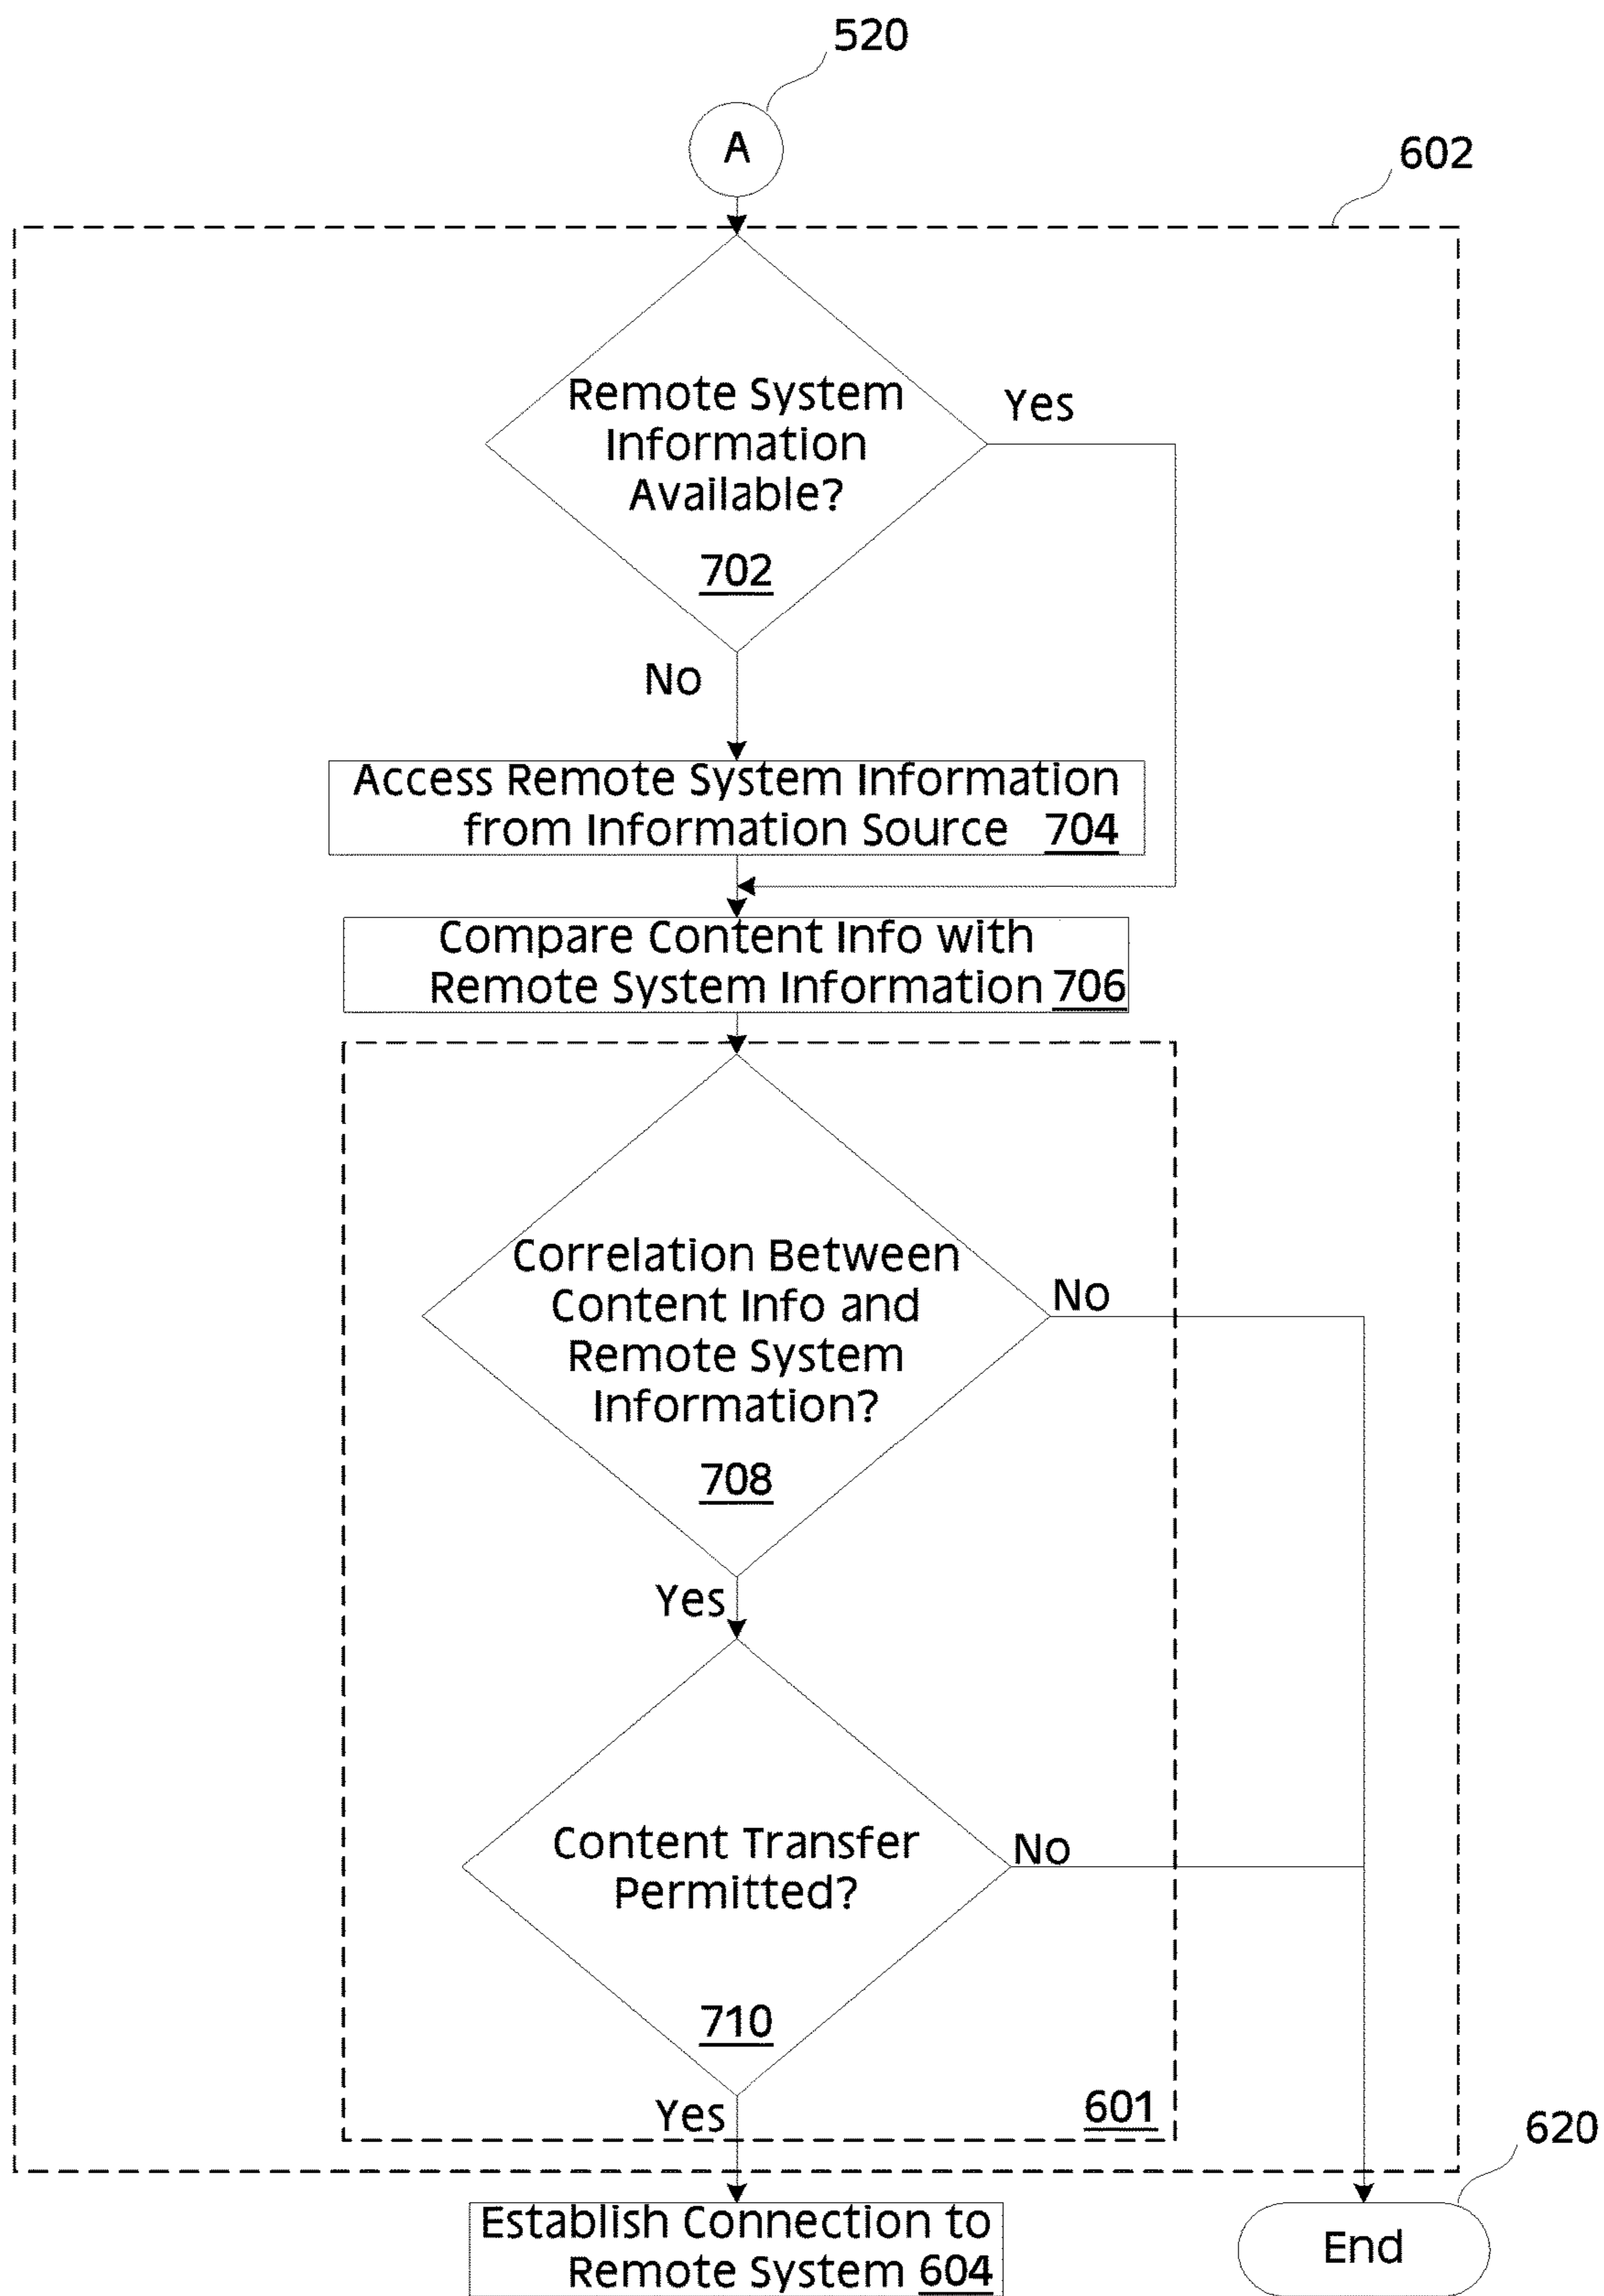 520
A
602
Remote System
Information
Available?
702
Yes
No
Access Remote System Information
from Information Source 704
Compare Content Info with
Remote System Information 706
Correlation Between
Content Info and
Remote System
Information?
708
No
Yes
Content Transfer
Permitted?
710
No
Yes
601
620
Establish Connection to
Remote System 604
End